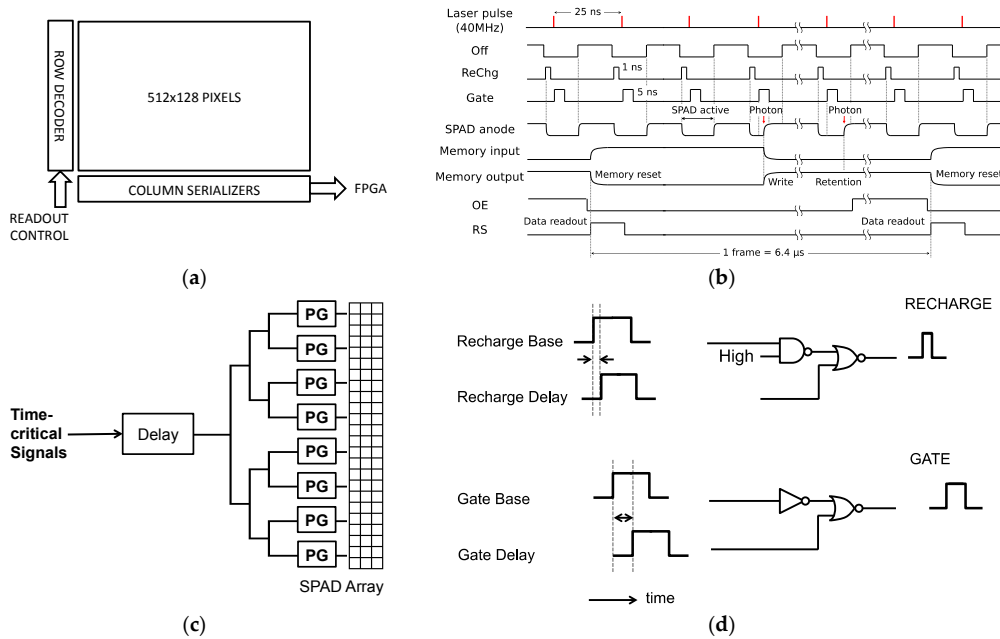 ROW DECODER
512x128 PIXELS
COLUMN SERIALIZERS
FPGA
READOUT
CONTROL
(a)
Laser pulse
(40MHz)
25 ns
Off
ReChg
1 ns
Gate
5 ns
SPAD active
Photon
Photon
SPAD anode
Memory input
Memory output
Memory reset
Write
Retention
Memory reset
OE
Data readout
Data readout
RS
1 frame = 6.4 µs
(b)
Time-
critical
Signals
Delay
PG
PG
PG
PG
PG
PG
PG
PG
SPAD Array
(c)
RECHARGE
Recharge Base
High
Recharge Delay
GATE
Gate Base
Gate Delay
time
(d)